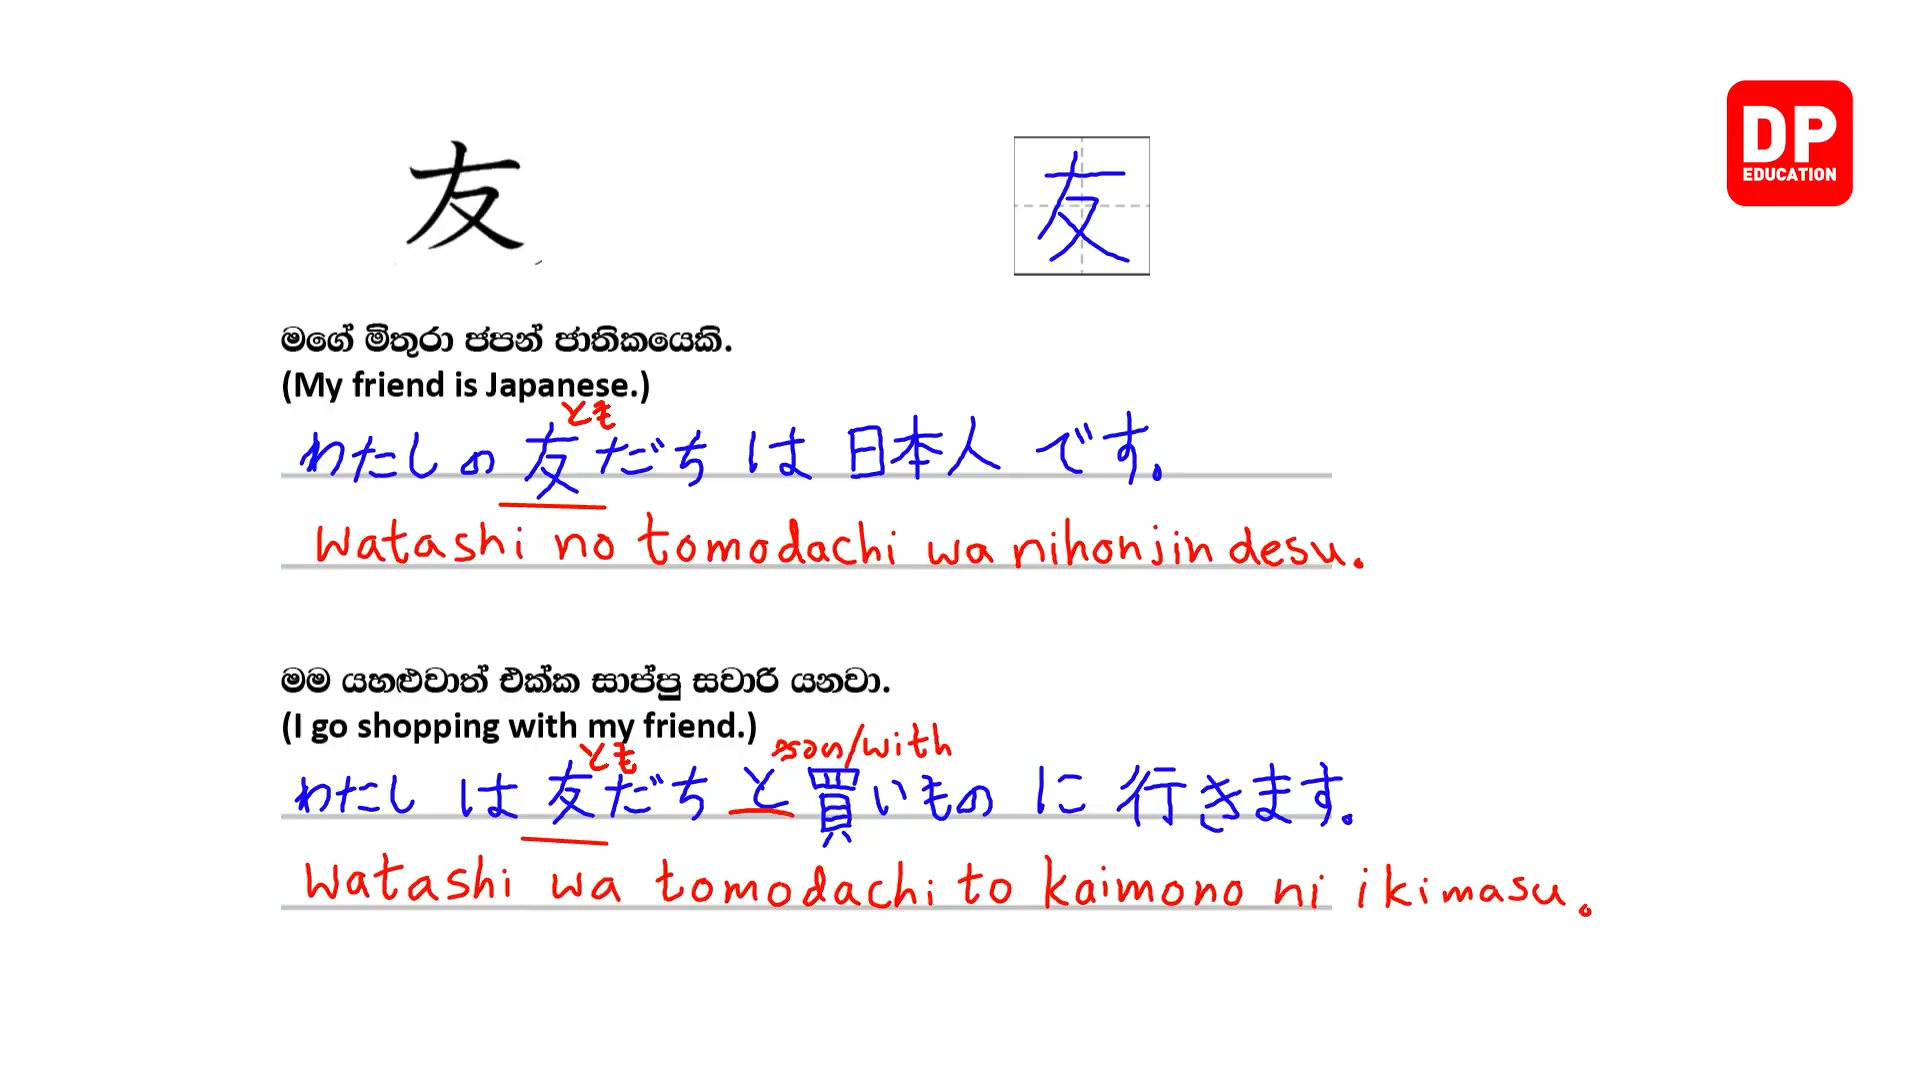 友
友
DP
EDUCATION
මගේ මිතුරා ජපන් ජාතිකයෙකි.
(My friend is Japanese.)
とも
わたしの友だち は 日本人 です。
watashi no tomodachi wa nihonjin desu.
මම යහළුවාත් එක්ක සාප්පු සවාරි යනවා.
(I go shopping with my friend.)
とも සමග/with
わたし は 友だち と 買いもの に 行きます。
watashi wa tomodachi to kaimono ni ikimasu.